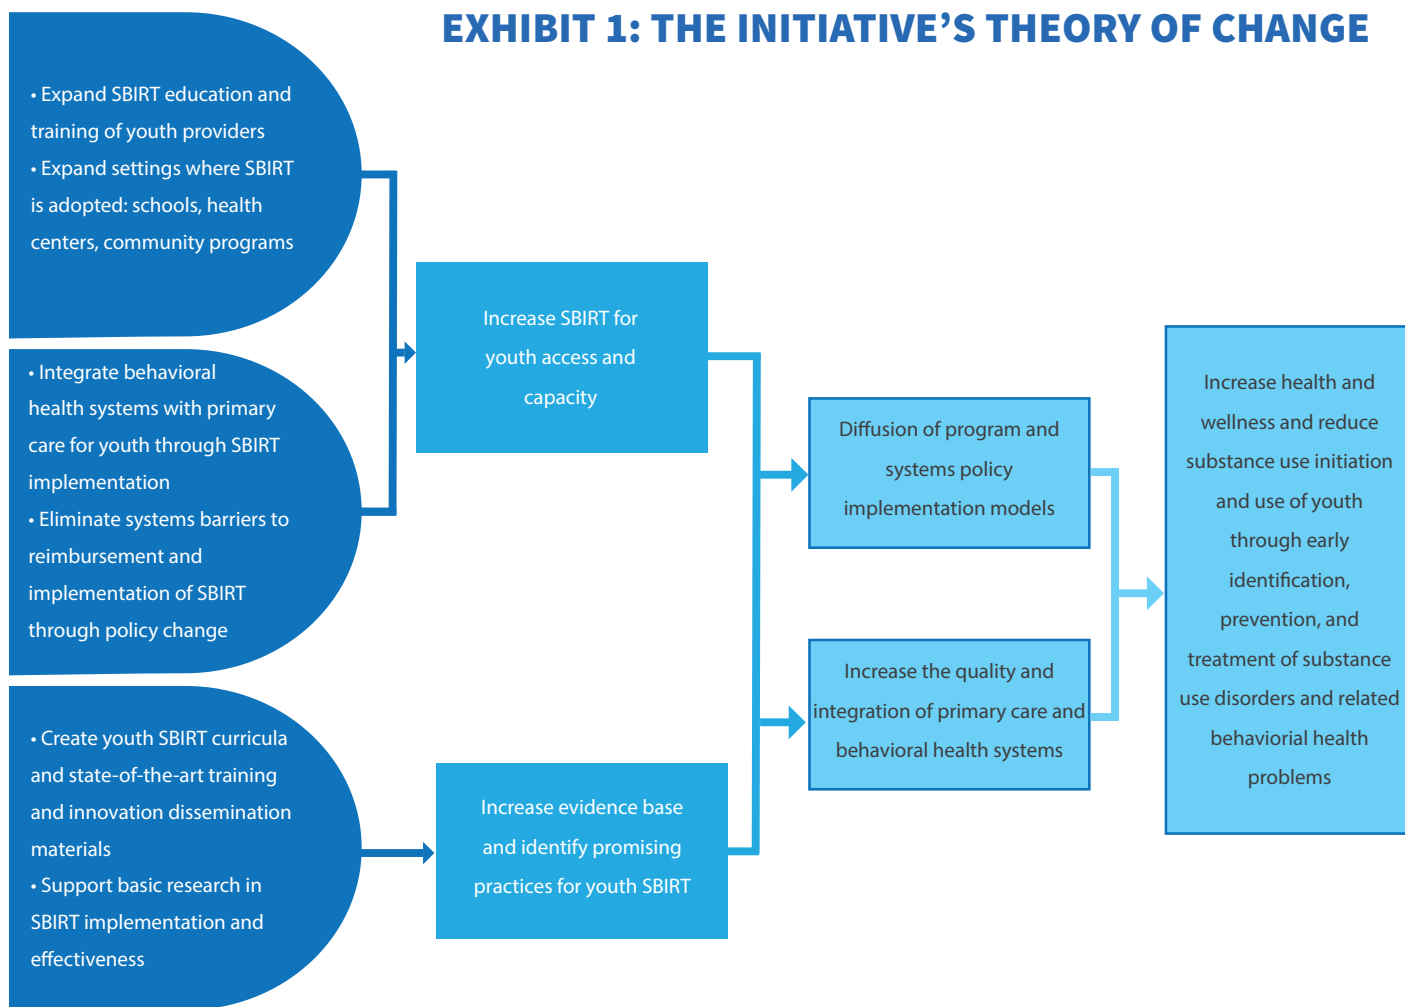 EXHIBIT 1: THE INITIATIVE’S THEORY OF CHANGE
• Expand SBIRT education and
training of youth providers
• Expand settings where SBIRT
is adopted: schools, health
centers, community programs
• Integrate behavioral
health systems with primary
care for youth through SBIRT
implementation
• Eliminate systems barriers to
reimbursement and
implementation of SBIRT
through policy change
• Create youth SBIRT curricula
and state-of-the-art training
and innovation dissemination
materials
• Support basic research in
SBIRT implementation and
effectiveness
Increase SBIRT for
youth access and
capacity
Increase evidence base
and identify promising
practices for youth SBIRT
Diffusion of program and
systems policy
implementation models
Increase the quality and
integration of primary care and
behavioral health systems
Increase health and
wellness and reduce
substance use initiation
and use of youth
through early
identification,
prevention, and
treatment of substance
use disorders and related
behaviorial health
problems